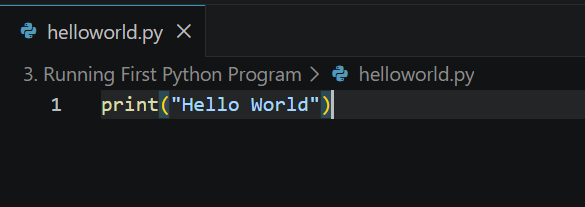 helloworld.py
3. Running First Python Program > helloworld.py
1 print("Hello World")